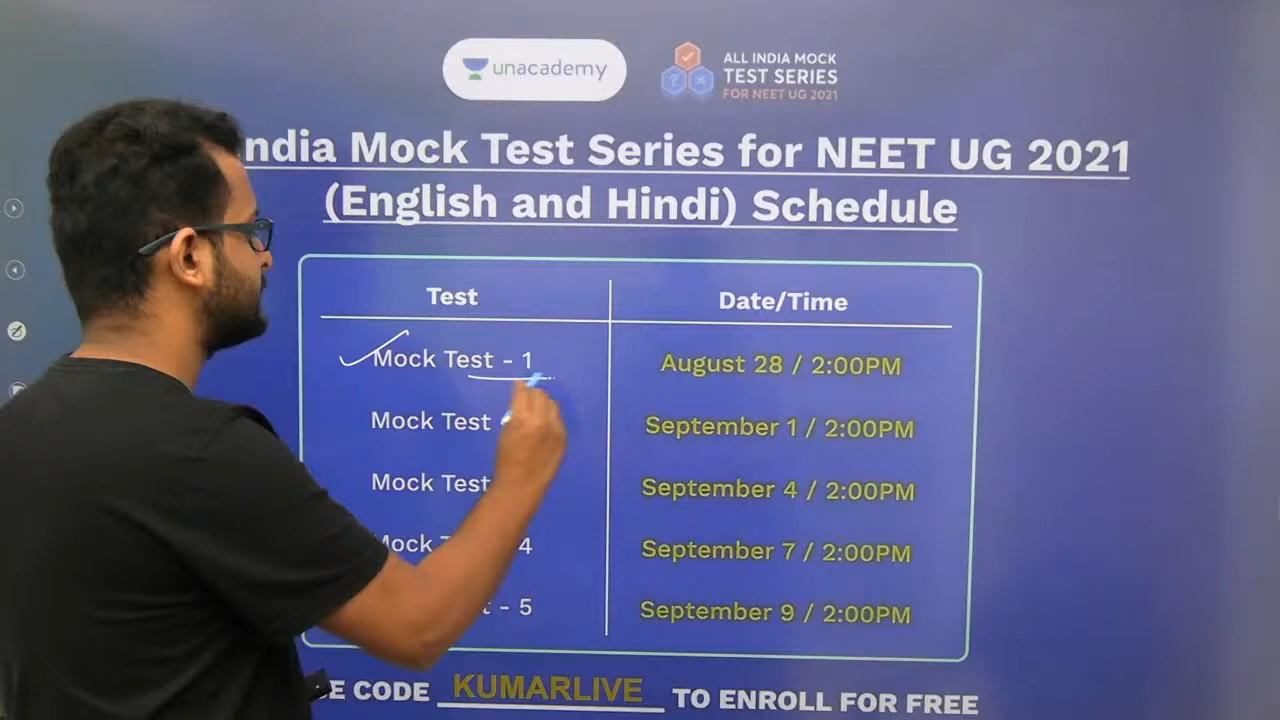 unacademy
ALL INDIA MOCK
TEST SERIES
FOR NEET UG 2021
India Mock Test Series for NEET UG 2021
(English and Hindi) Schedule
Test Date/Time
Mock Test - 1 August 28 / 2:00PM
Mock Test September 1 / 2:00PM
Mock Test September 4 / 2:00PM
Mock 4 September 7 / 2:00PM
- 5 September 9 / 2:00PM
CODE KUMARLIVE TO ENROLL FOR FREE